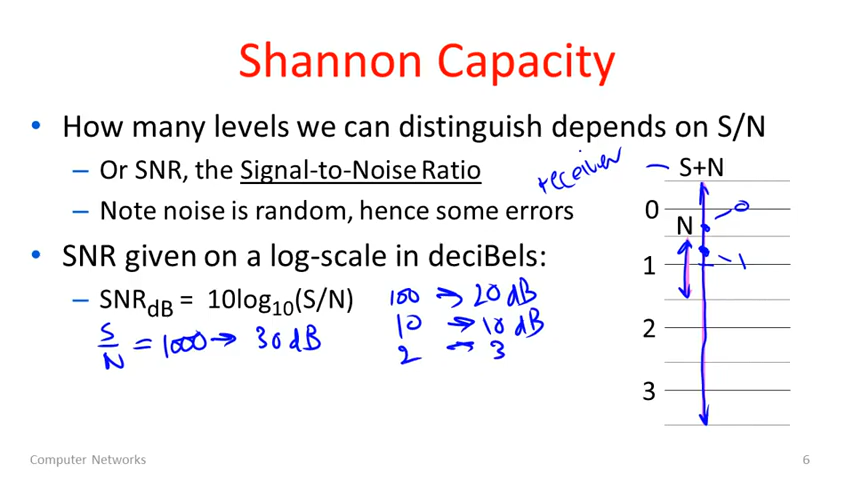 Shannon Capacity
• How many levels we can distinguish depends on S/N
– Or SNR, the Signal-to-Noise Ratio
– Note noise is random, hence some errors
receiver
• SNR given on a log-scale in deciBels:
– SNRdB = 10log10(S/N)
S/N = 1000 → 30 dB
100 → 20 dB
10 → 10 dB
2 → 3
– S+N
0
N
– 0
1
– 1
2
3
Computer Networks
6